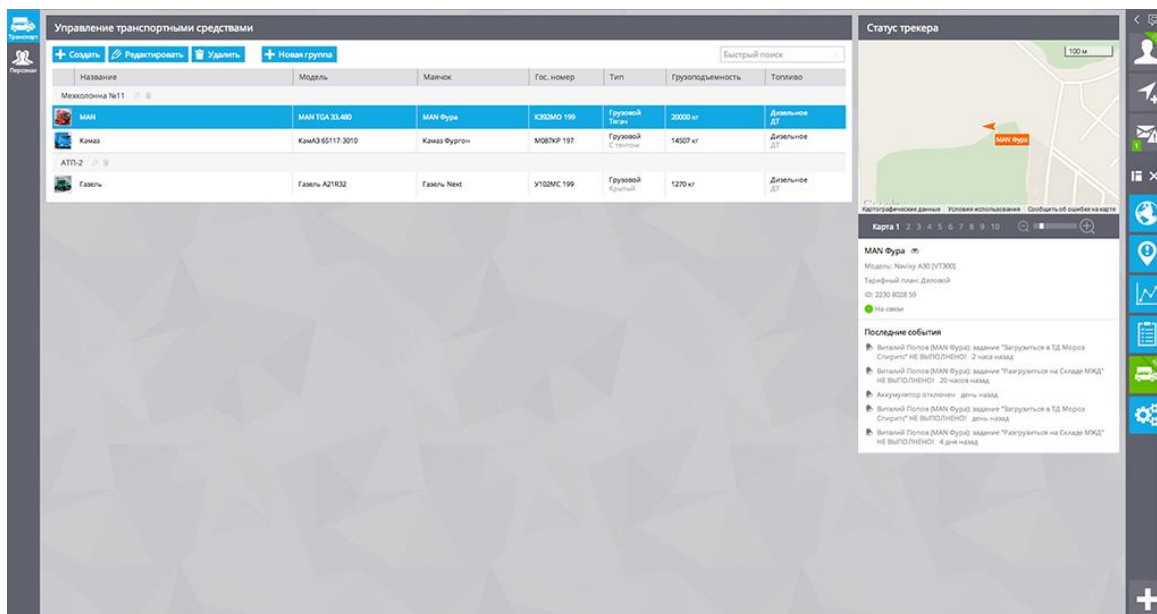 Транспорт
Персонал
Управление транспортными средствами
Создать Редактировать Удалить Новая группа Быстрый поиск
Название Модель Маячок Гос. номер Тип Грузоподъемность Топливо
Мехколонна №11
MAN MAN TGA 33.480 MAN Фура К392МО 199 Грузовой Тягач 20000 кг Дизельное ДТ
Камаз КамАЗ 65117-3010 Камаз Фургон М087КР 197 Грузовой С тентом 14507 кг Дизельное ДТ
АТП-2
Газель Газель А21R32 Газель Next У102МС 199 Грузовой Крытый 1270 кг Дизельное ДТ
Статус трекера
100 м
MAN Фура
Картографические данные Условия использования Сообщить об ошибке на карте
Карта 1 2 3 4 5 6 7 8 9 10
MAN Фура
Модель: Navixy A30 [VT300]
Тарифный план: Деловой
ID: 2230 8028 59
На связи
Последние события
Виталий Попов (MAN Фура): задание "Загрузиться в ТД Мороз
Спиритс" НЕ ВЫПОЛНЕНО! 2 часа назад
Виталий Попов (MAN Фура): задание "Разгрузиться на Складе МЖД"
НЕ ВЫПОЛНЕНО! 20 часов назад
Аккумулятор отключен день назад
Виталий Попов (MAN Фура): задание "Загрузиться в ТД Мороз
Спиритс" НЕ ВЫПОЛНЕНО! день назад
Виталий Попов (MAN Фура): задание "Разгрузиться на Складе МЖД"
НЕ ВЫПОЛНЕНО! 4 дня назад
1